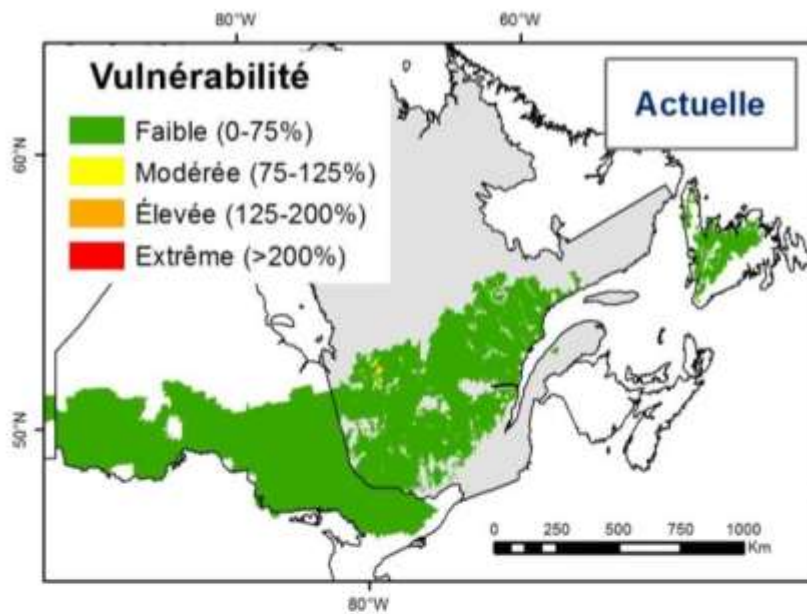 80°W 60°W
Vulnérabilité
Actuelle
Faible (0-75%)
Modérée (75-125%)
Élevée (125-200%)
Extrême (>200%)
60°N
50°N
0 250 500 750 1000
Km
80°W